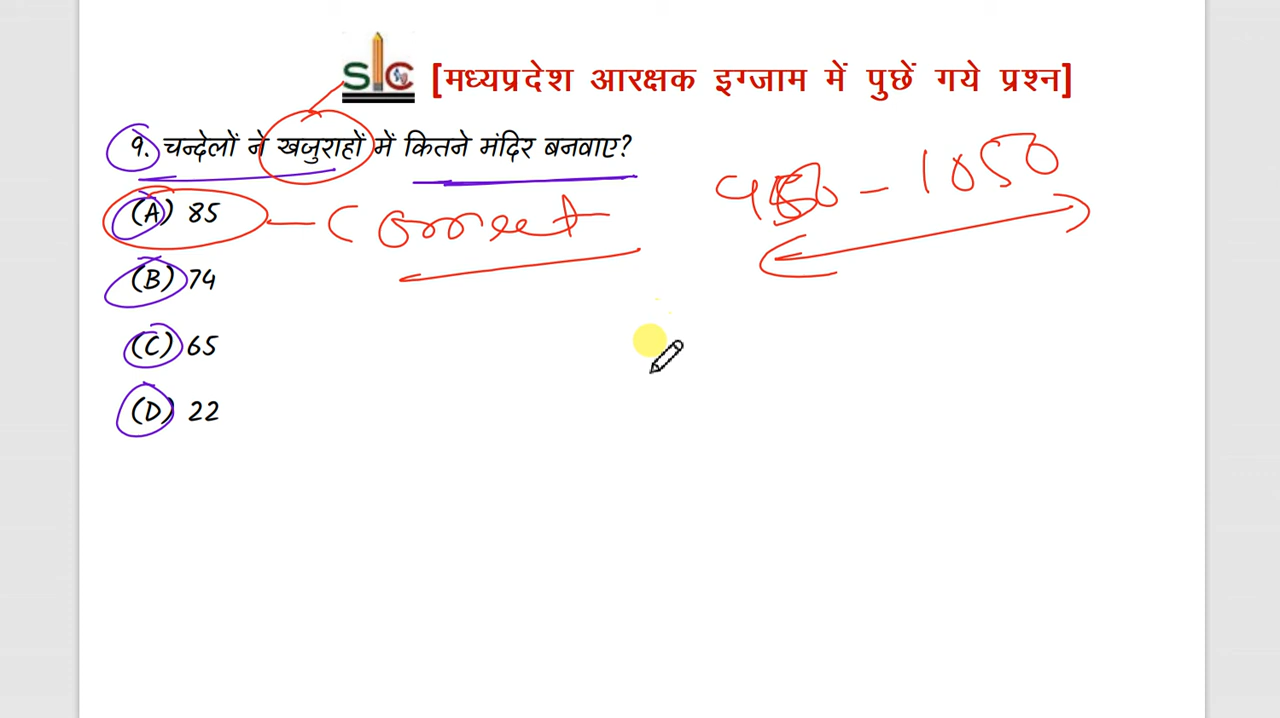 SIC [मध्यप्रदेश आरक्षक इग्जाम में पुछें गये प्रश्न]
9. चन्देलों ने खजुराहों में कितने मंदिर बनवाए?
950 - 1050
(A) 85 - Correct
(B) 74
(C) 65
(D) 22